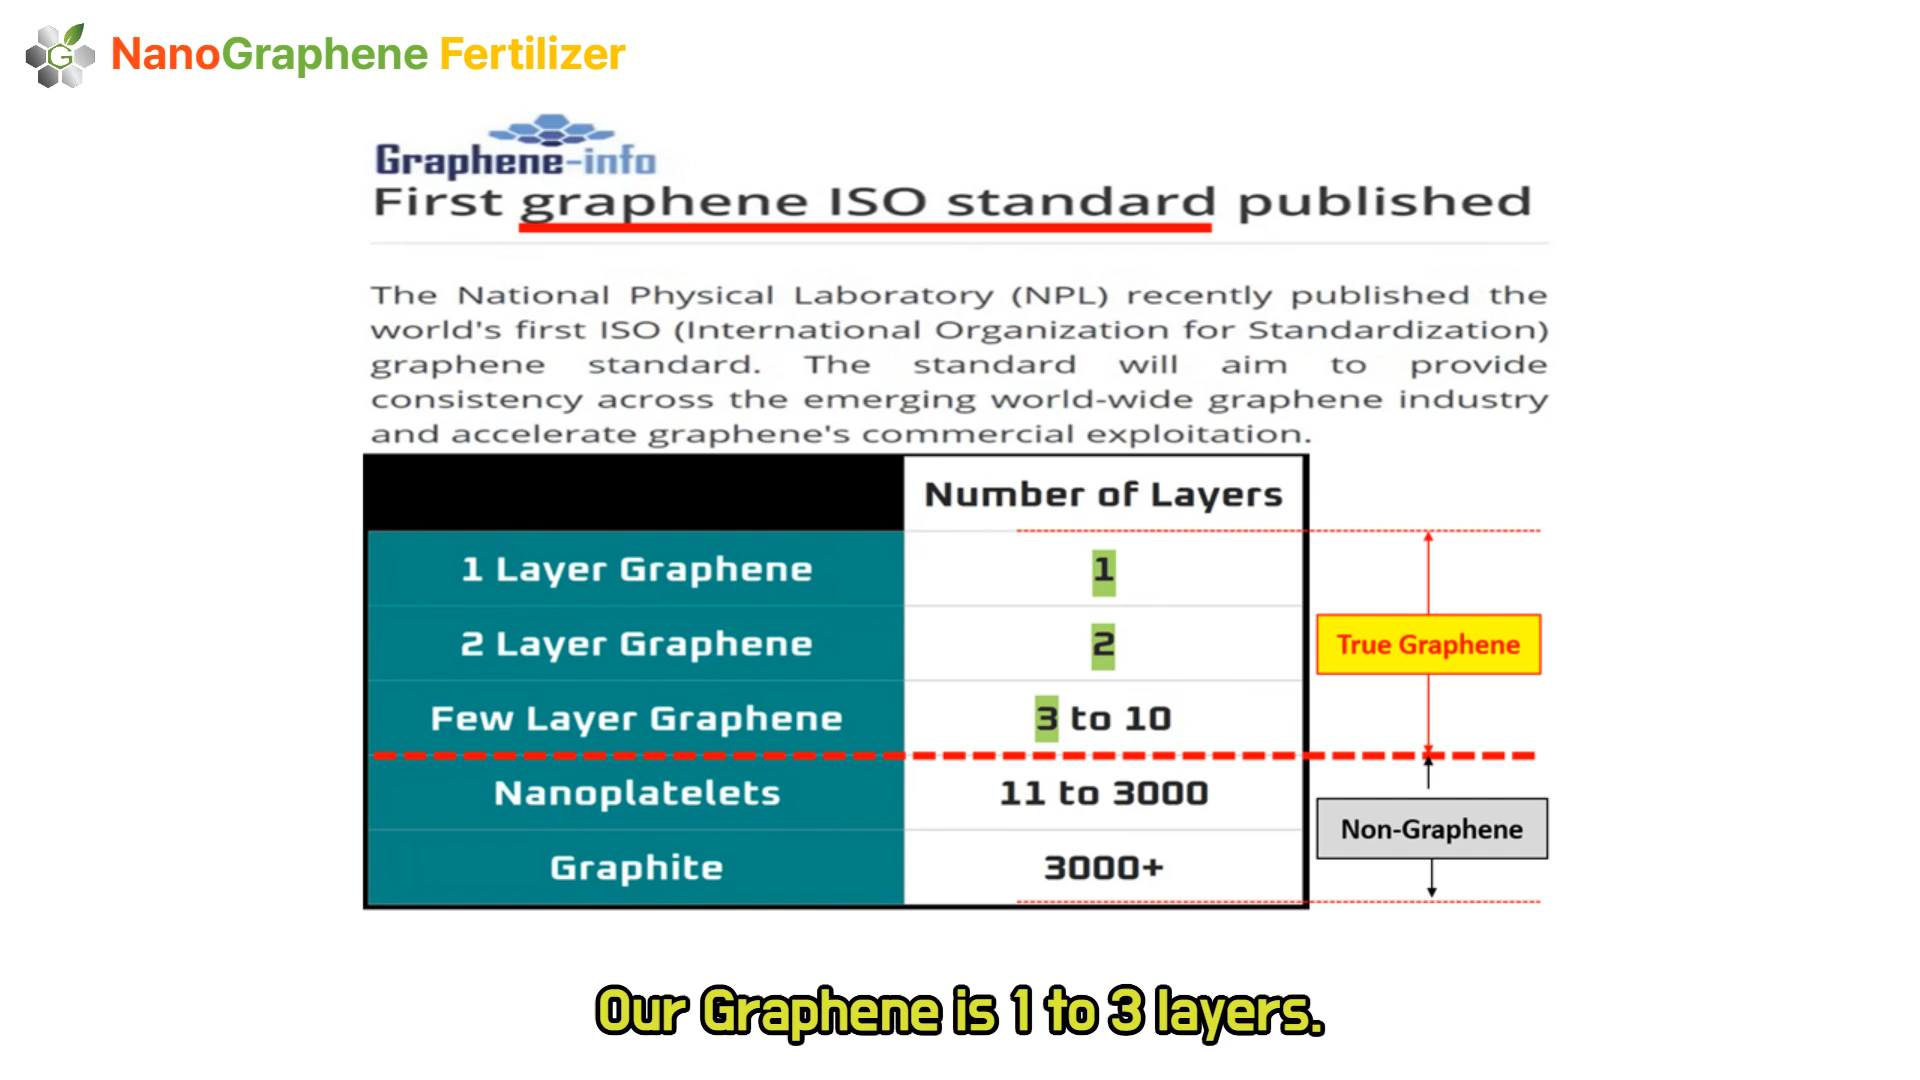 NanoGraphene Fertilizer
Graphene-info
First graphene ISO standard published
The National Physical Laboratory (NPL) recently published the
world's first ISO (International Organization for Standardization)
graphene standard. The standard will aim to provide
consistency across the emerging world-wide graphene industry
and accelerate graphene's commercial exploitation.
Number of Layers
1 Layer Graphene 1
2 Layer Graphene 2
True Graphene
Few Layer Graphene 3 to 10
Nanoplatelets 11 to 3000
Non-Graphene
Graphite 3000+
Our Graphene is 1 to 3 layers.